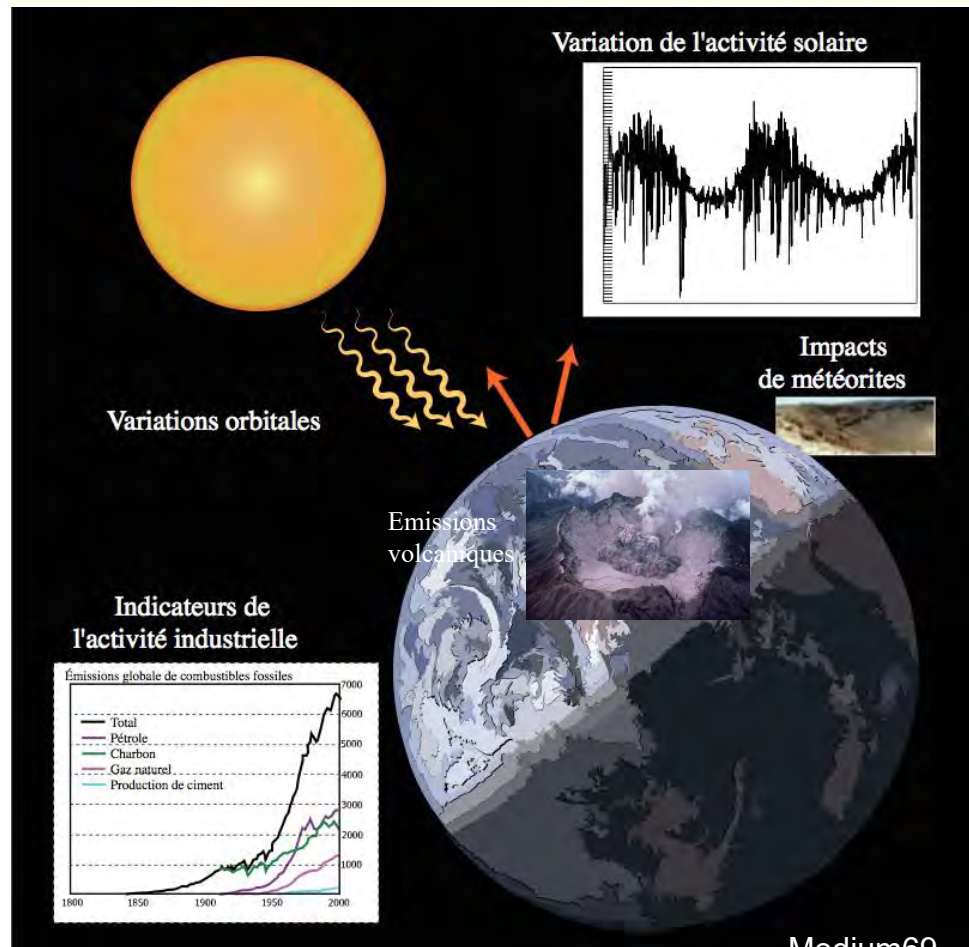 Variation de l'activité solaire
Impacts
de météorites
Variations orbitales
Emissions
volcaniques
Indicateurs de
l'activité industrielle
Émissions globale de combustibles fossiles
7000
6000
5000
4000
3000
2000
1000
Total
Pétrole
Charbon
Gaz naturel
Production de ciment
1800 1850 1900 1950 2000
Medium69